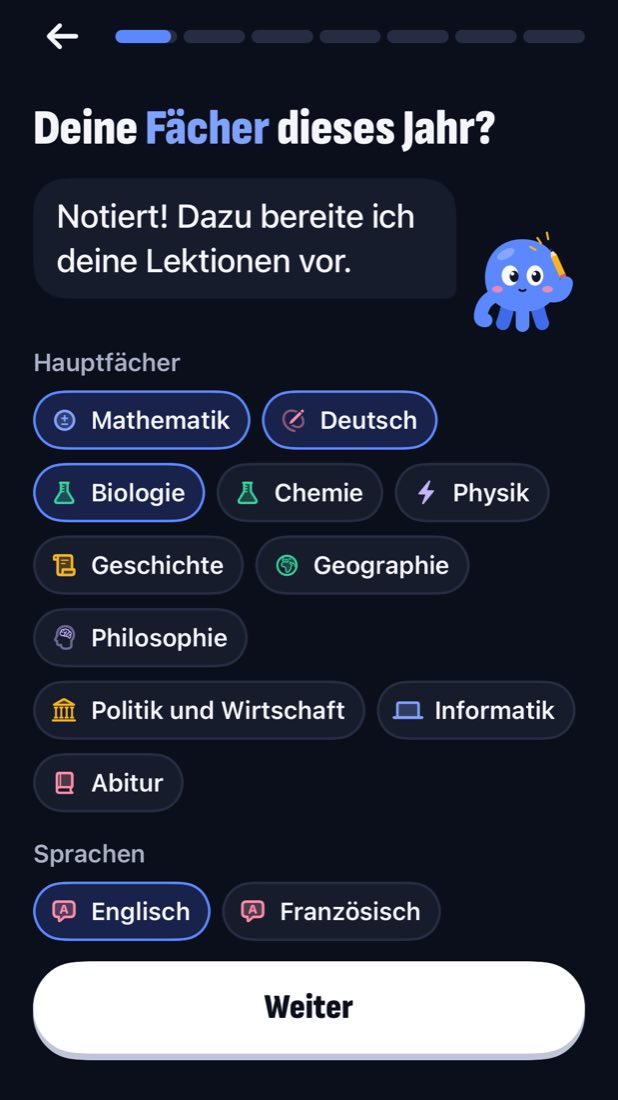 Deine Fächer dieses Jahr?
Notiert! Dazu bereite ich
deine Lektionen vor.
Hauptfächer
Mathematik Deutsch
Biologie Chemie Physik
Geschichte Geographie
Philosophie
Politik und Wirtschaft Informatik
Abitur
Sprachen
Englisch Französisch
Weiter